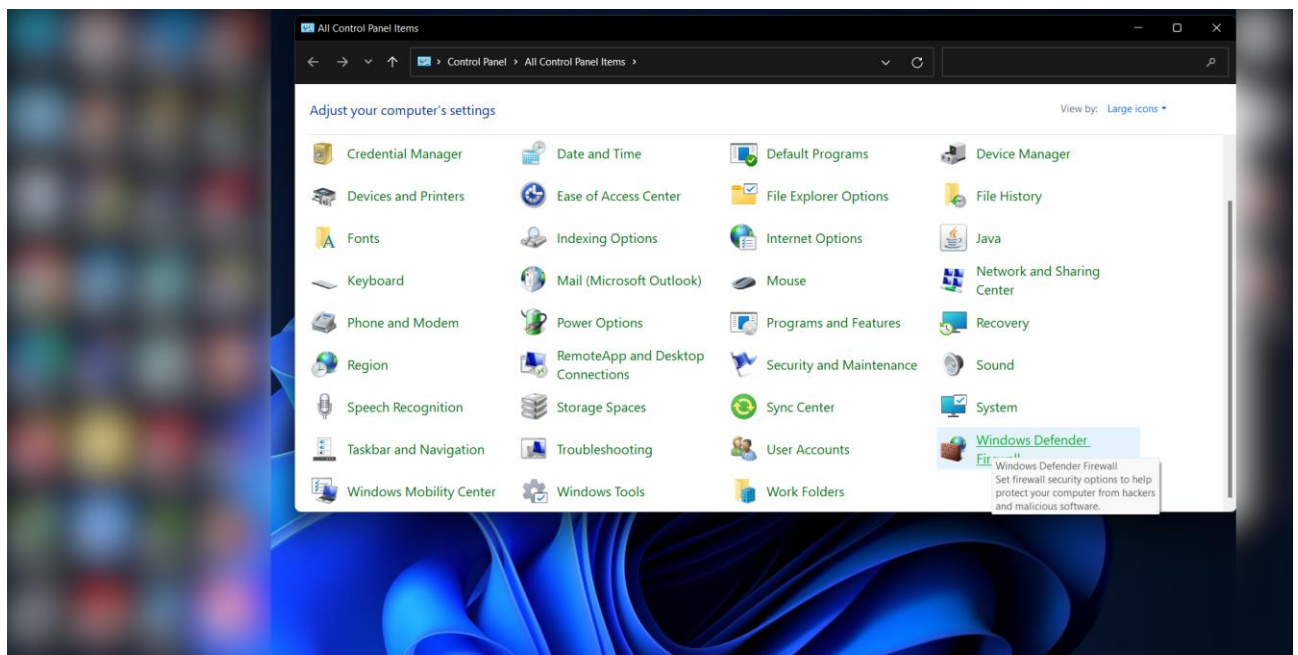 All Control Panel Items
Control Panel > All Control Panel Items >
Adjust your computer's settings
View by: Large icons
Credential Manager
Date and Time
Default Programs
Device Manager
Devices and Printers
Ease of Access Center
File Explorer Options
File History
Fonts
Indexing Options
Internet Options
Java
Keyboard
Mail (Microsoft Outlook)
Mouse
Network and Sharing
Center
Phone and Modem
Power Options
Programs and Features
Recovery
Region
RemoteApp and Desktop
Connections
Security and Maintenance
Sound
Speech Recognition
Storage Spaces
Sync Center
System
Taskbar and Navigation
Troubleshooting
User Accounts
Windows Defender
Firewall
Windows Defender Firewall
Set firewall security options to help
protect your computer from hackers
and malicious software.
Windows Mobility Center
Windows Tools
Work Folders